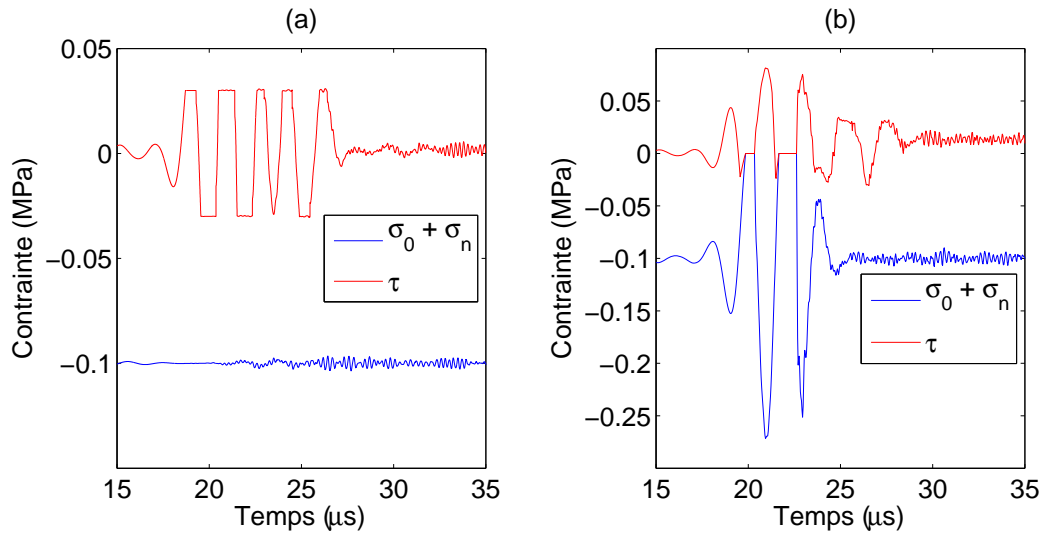 (a)
0.05
0
−0.05
−0.1
15
20
25
30
35
Contrainte (MPa)
Temps (μs)
σ0 + σn
τ
(b)
0.05
0
−0.05
−0.1
−0.15
−0.2
−0.25
15
20
25
30
35
Contrainte (MPa)
Temps (μs)
σ0 + σn
τ